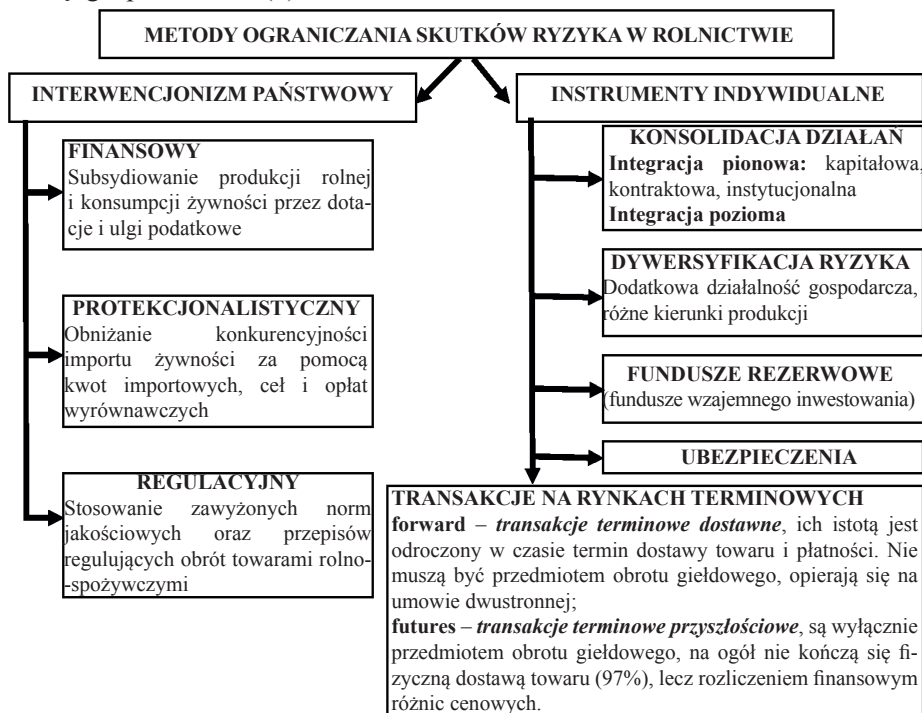 METODY OGRANICZANIA SKUTKÓW RYZYKA W ROLNICTWIE
INTERWENCJONIZM PAŃSTWOWY
FINANSOWY
Subsydiowanie produkcji rolnej
i konsumpcji żywności przez dota-
cje i ulgi podatkowe
PROTEKCJONALISTYCZNY
Obniżanie konkurencyjności
importu żywności za pomocą
kwot importowych, ceł i opłat
wyrównawczych
REGULACYJNY
Stosowanie zawyżonych norm
jakościowych oraz przepisów
regulujących obrót towarami rolno-
-spożywczymi
INSTRUMENTY INDYWIDUALNE
KONSOLIDACJA DZIAŁAŃ
Integracja pionowa: kapitałowa,
kontraktowa, instytucjonalna
Integracja pozioma
DYWERSYFIKACJA RYZYKA
Dodatkowa działalność gospodarcza,
różne kierunki produkcji
FUNDUSZE REZERWOWE
(fundusze wzajemnego inwestowania)
UBEZPIECZENIA
TRANSAKCJE NA RYNKACH TERMINOWYCH
forward – transakcje terminowe dostawne, ich istotą jest
odroczony w czasie termin dostawy towaru i płatności. Nie
muszą być przedmiotem obrotu giełdowego, opierają się na
umowie dwustronnej;
futures – transakcje terminowe przyszłościowe, są wyłącznie
przedmiotem obrotu giełdowego, na ogół nie kończą się fi-
zyczną dostawą towaru (97%), lecz rozliczeniem finansowym
różnic cenowych.